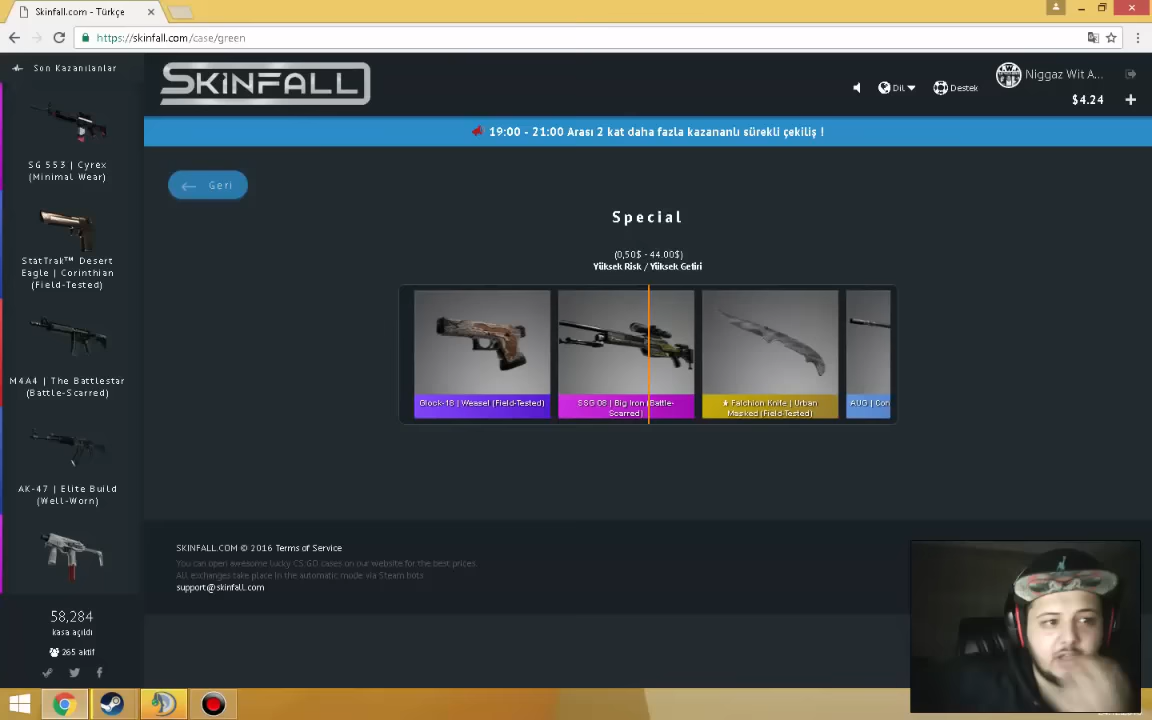 Skinfall.com - Türkçe
https://skinfall.com/case/green
Son Kazanılanlar
SKINFALL
Dil
Destek
Niggaz Wit A...
$4.24
19:00 - 21:00 Arası 2 kat daha fazla kazananlı sürekli çekiliş !
SG 553 | Cyrex
(Minimal Wear)
StatTrak™ Desert
Eagle | Corinthian
(Field-Tested)
M4A4 | The Battlestar
(Battle-Scarred)
AK-47 | Elite Build
(Well-Worn)
58,284
kasa açıldı
265 aktif
Geri
Special
(0,50$ - 44.00$)
Yüksek Risk / Yüksek Getiri
Glock-18 | Weasel (Field-Tested)
SSG 08 | Big Iron (Battle-
Scarred)
★ Falchion Knife | Urban
Masked (Field-Tested)
AUG | Con
SKINFALL.COM © 2016 Terms of Service
You can open awesome lucky CS:GO cases on our website for the best prices.
All exchanges take place in the automatic mode via Steam bots
support@skinfall.com